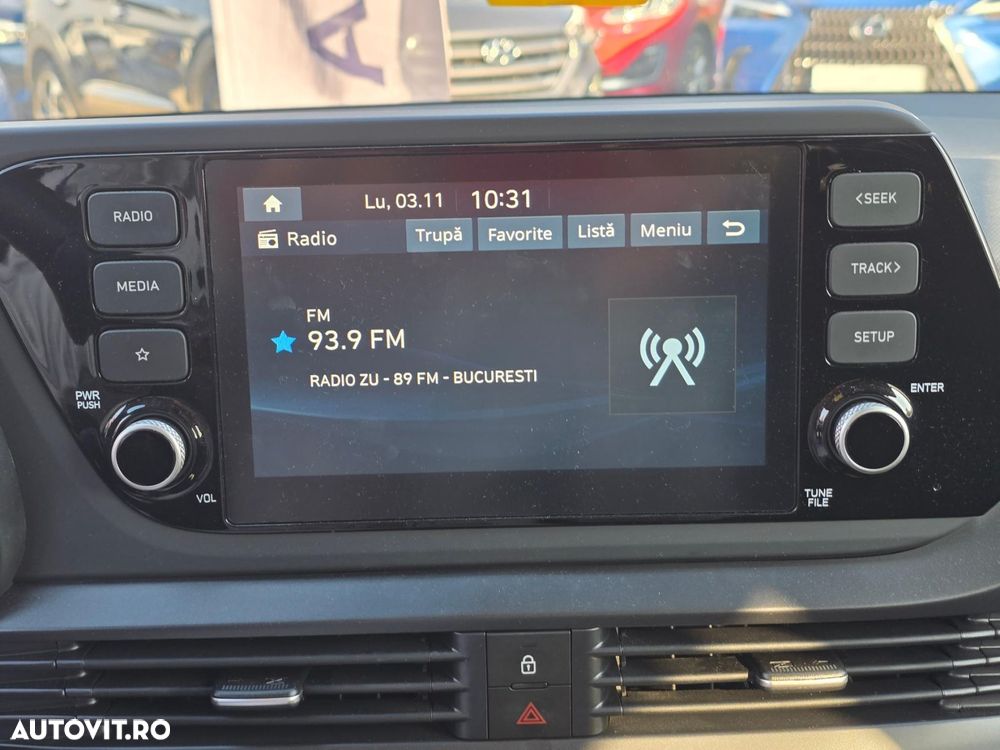 A
Lu, 03.11 10:31
Radio Trupă Favorite Listă Meniu
FM
93.9 FM
RADIO ZU - 89 FM - BUCURESTI
RADIO
MEDIA
PWR
PUSH
VOL
<SEEK
TRACK>
SETUP
ENTER
TUNE
FILE
AUTOVIT.RO